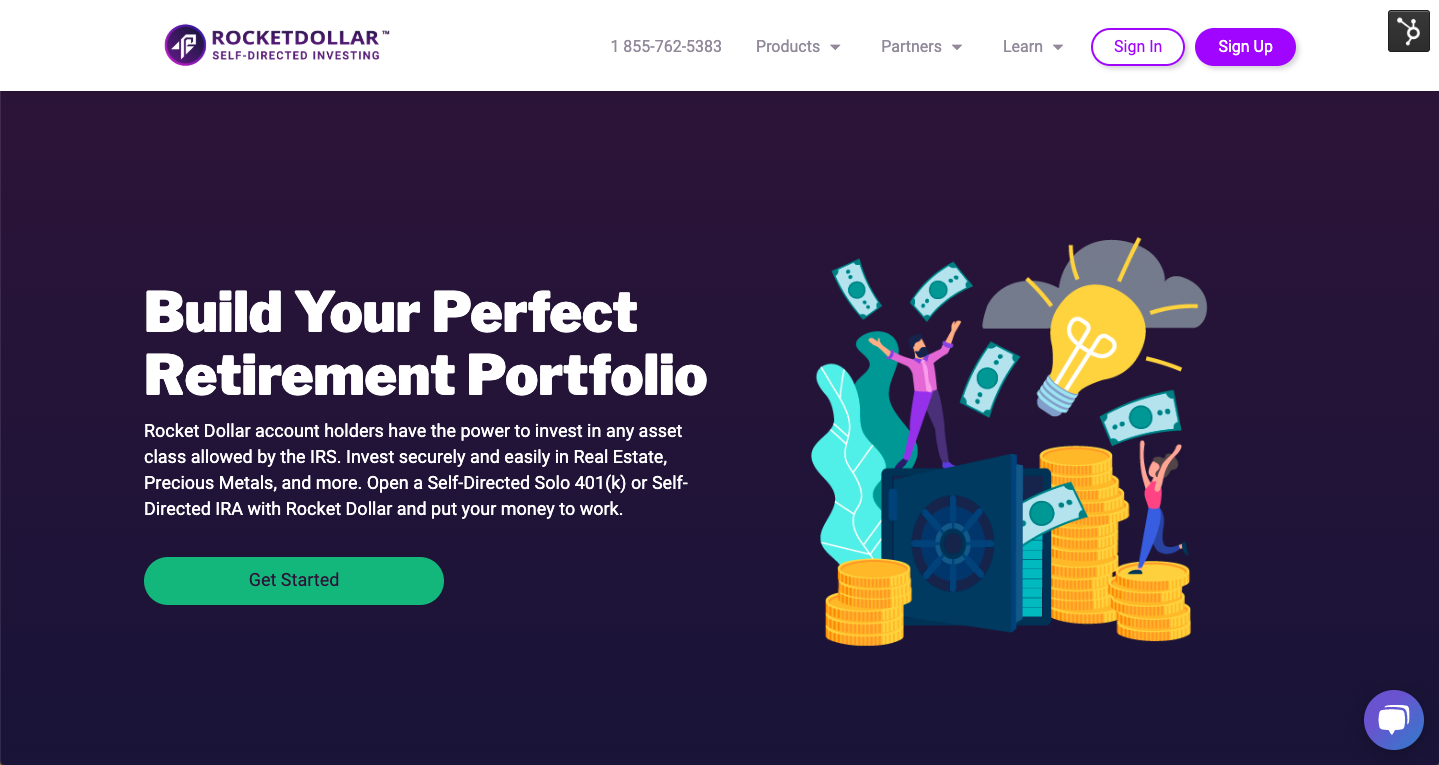 ROCKETDOLLAR™
SELF-DIRECTED INVESTING
1 855-762-5383
Products
Partners
Learn
Sign In
Sign Up
Build Your Perfect
Retirement Portfolio
Rocket Dollar account holders have the power to invest in any asset
class allowed by the IRS. Invest securely and easily in Real Estate,
Precious Metals, and more. Open a Self-Directed Solo 401(k) or Self-
Directed IRA with Rocket Dollar and put your money to work.
Get Started